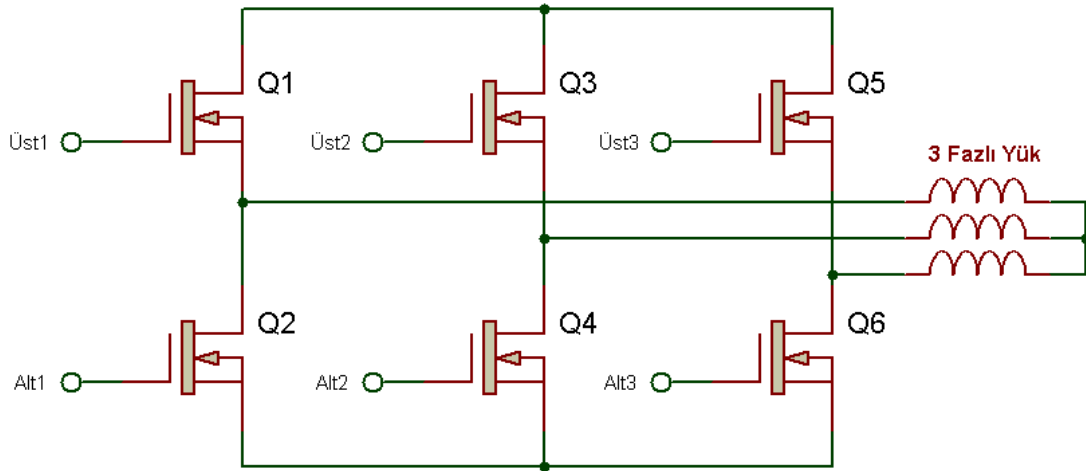 Q1
Q3
Q5
Üst1
Üst2
Üst3
3 Fazlı Yük
Q2
Q4
Q6
Alt1
Alt2
Alt3